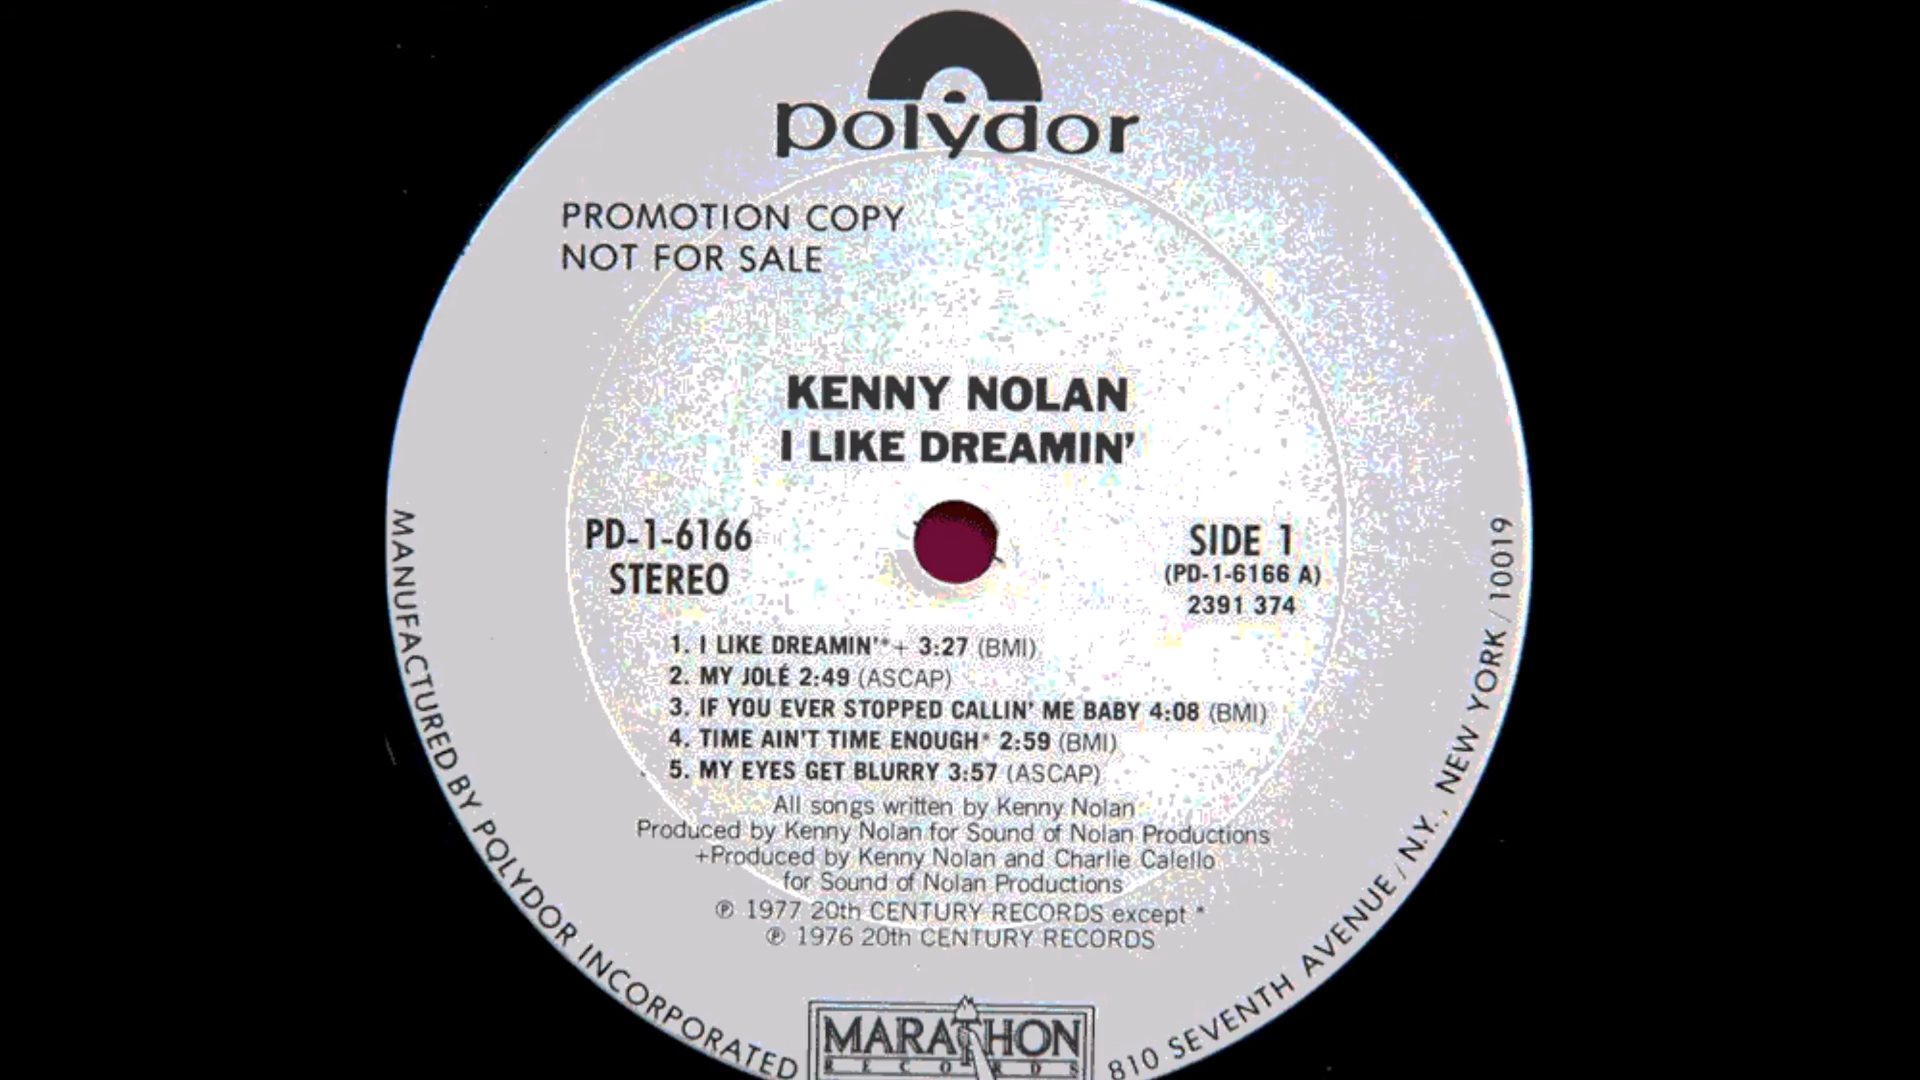 polydor
PROMOTION COPY
NOT FOR SALE
KENNY NOLAN
I LIKE DREAMIN'
PD-1-6166
STEREO
SIDE 1
(PD-1-6166 A)
2391 374
1. I LIKE DREAMIN'*+ 3:27 (BMI)
2. MY JOLÉ 2:49 (ASCAP)
3. IF YOU EVER STOPPED CALLIN' ME BABY 4:08 (BMI)
4. TIME AIN'T TIME ENOUGH* 2:59 (BMI)
5. MY EYES GET BLURRY 3:57 (ASCAP)
All songs written by Kenny Nolan
Produced by Kenny Nolan for Sound of Nolan Productions
+Produced by Kenny Nolan and Charlie Calello
for Sound of Nolan Productions
℗ 1977 20th CENTURY RECORDS except *
℗ 1976 20th CENTURY RECORDS
MARATHON
RECORDS
MANUFACTURED BY POLYDOR INCORPORATED
810 SEVENTH AVENUE / N.Y., NEW YORK / 10019